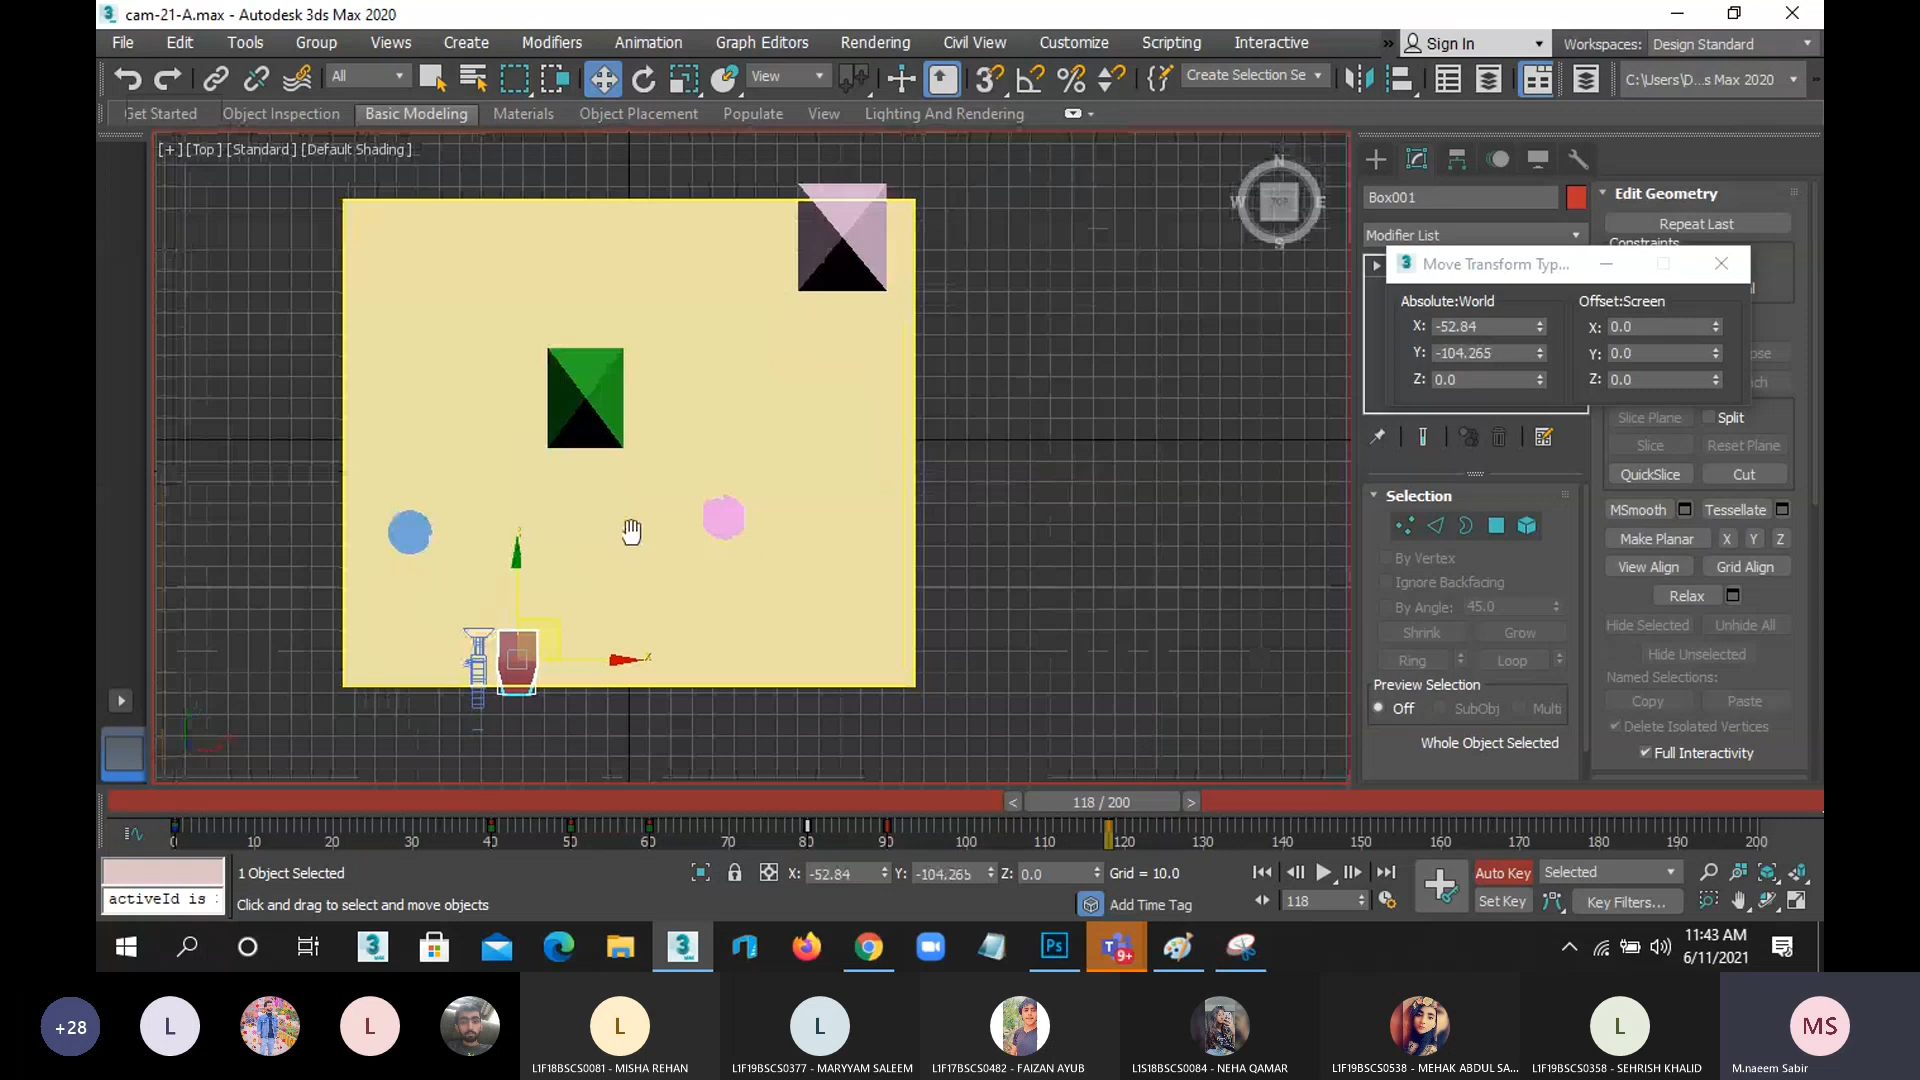 cam-21-A.max - Autodesk 3ds Max 2020
File Edit Tools Group Views Create Modifiers Animation Graph Editors Rendering Civil View Customize Scripting Interactive » Sign In Workspaces: Design Standard
All View Create Selection Se C:\Users\D...s Max 2020
Get Started Object Inspection Basic Modeling Materials Object Placement Populate View Lighting And Rendering
[+] [Top ] [Standard ] [Default Shading ]
N
W TOP E
S
Box001
Modifier List
Edit Geometry
Repeat Last
Constraints
Move Transform Typ...
Absolute:World Offset:Screen
X: -52.84 X: 0.0
Y: -104.265 Y: 0.0
Z: 0.0 Z: 0.0
Slice Plane Split
Slice Reset Plane
QuickSlice Cut
MSmooth Tessellate
Make Planar X Y Z
View Align Grid Align
Relax
Hide Selected Unhide All
Hide Unselected
Named Selections:
Copy Paste
Delete Isolated Vertices
Full Interactivity
Selection
By Vertex
Ignore Backfacing
By Angle: 45.0
Shrink Grow
Ring Loop
Preview Selection
Off SubObj Multi
Whole Object Selected
x
< 118 / 200 >
0 10 20 30 40 50 60 70 80 90 100 110 120 130 140 150 160 170 180 190 200
1 Object Selected X: -52.84 Y: -104.265 Z: 0.0 Grid = 10.0 Auto Key Selected
activeId is
Click and drag to select and move objects Add Time Tag 118 Set Key Key Filters...
11:43 AM
6/11/2021
Ps
9+
+28 L L L L L MS
L1F18BSCS0081 - MISHA REHAN
L1F19BSCS0377 - MARYYAM SALEEM
L1F17BSCS0482 - FAIZAN AYUB
L1S18BSCS0084 - NEHA QAMAR
L1F19BSCS0538 - MEHAK ABDUL SA...
L1F19BSCS0358 - SEHRISH KHALID
M.naeem Sabir